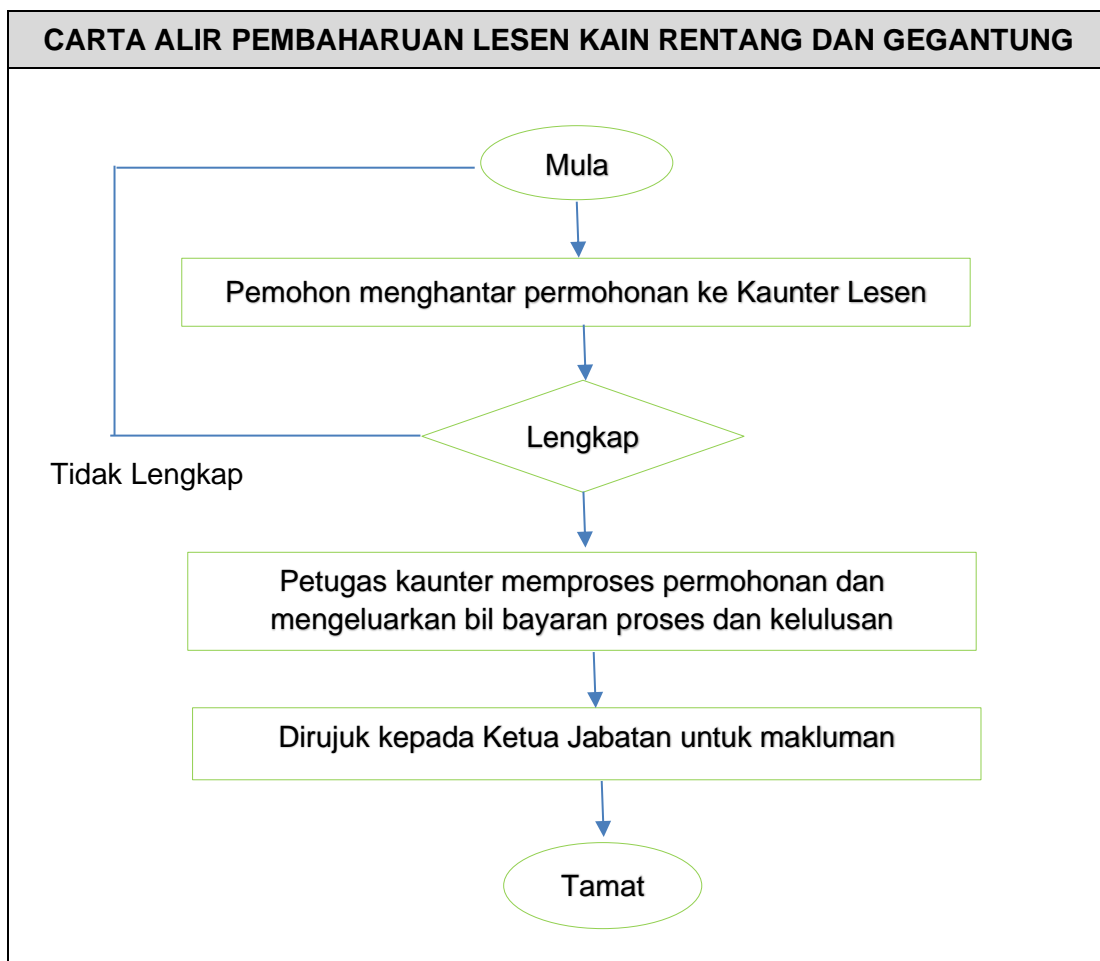 CARTA ALIR PEMBAHARUAN LESEN KAIN RENTANG DAN GEGANTUNG
Mula
Pemohon menghantar permohonan ke Kaunter Lesen
Lengkap
Tidak Lengkap
Petugas kaunter memproses permohonan dan
mengeluarkan bil bayaran proses dan kelulusan
Dirujuk kepada Ketua Jabatan untuk makluman
Tamat